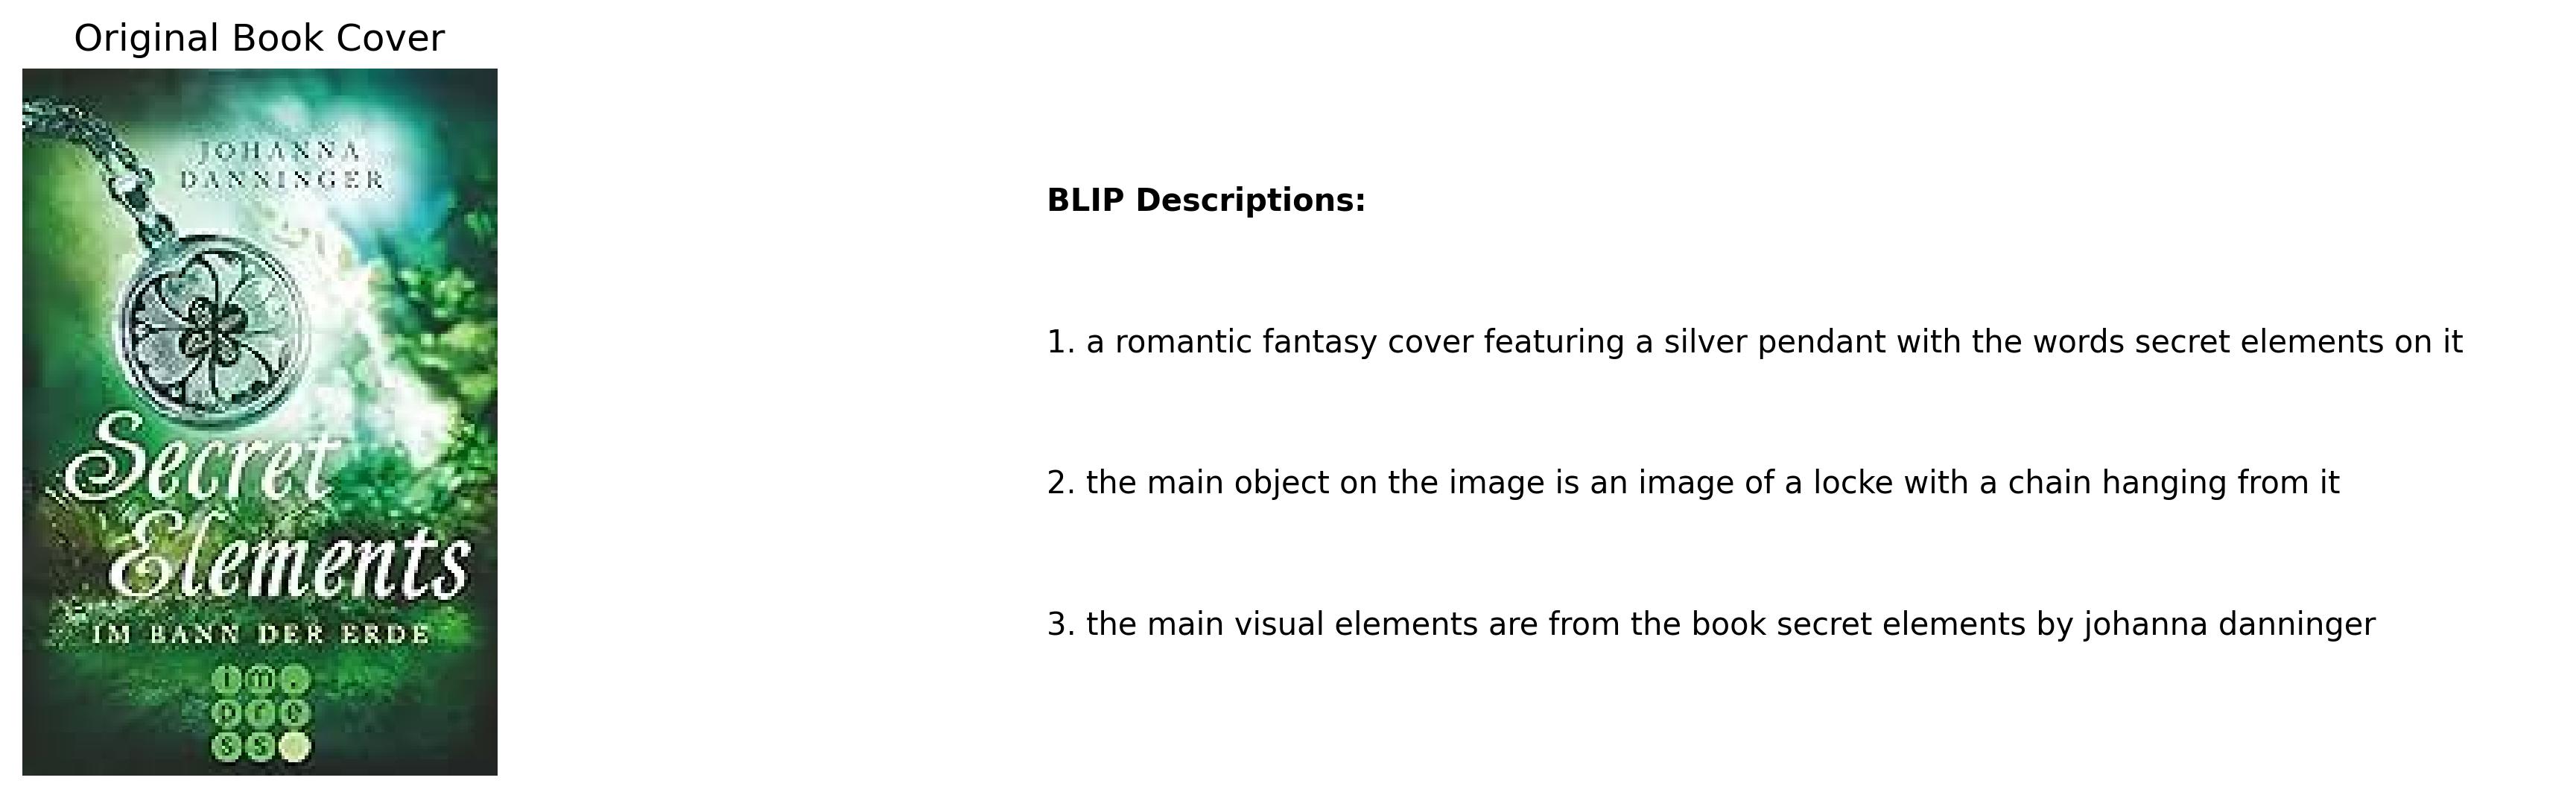 Original Book Cover
JOHANNA
DANNINGER
Secret
Elements
IM BANN DER ERDE
im.
pre
ss
BLIP Descriptions:
1. a romantic fantasy cover featuring a silver pendant with the words secret elements on it
2. the main object on the image is an image of a locke with a chain hanging from it
3. the main visual elements are from the book secret elements by johanna danninger